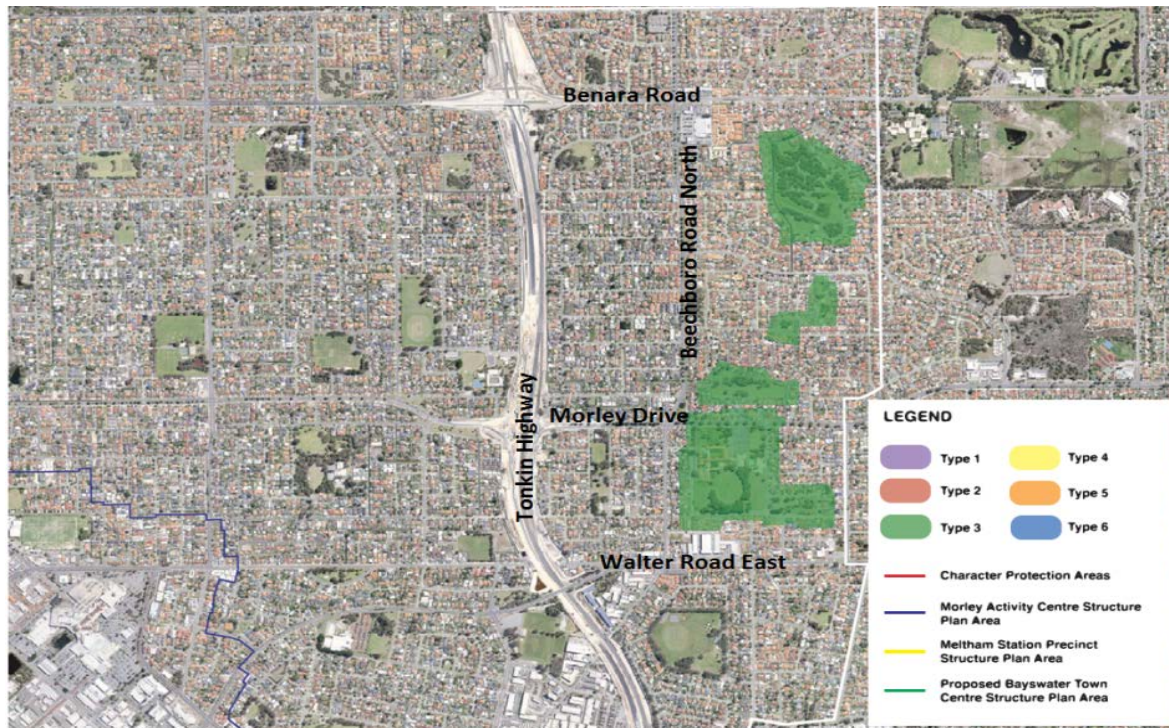 Benara Road
Beechboro Road North
Tonkin Highway
Morley Drive
Walter Road East
LEGEND
Type 1
Type 4
Type 2
Type 5
Type 3
Type 6
Character Protection Areas
Morley Activity Centre Structure
Plan Area
Meltham Station Precinct
Structure Plan Area
Proposed Bayswater Town
Centre Structure Plan Area